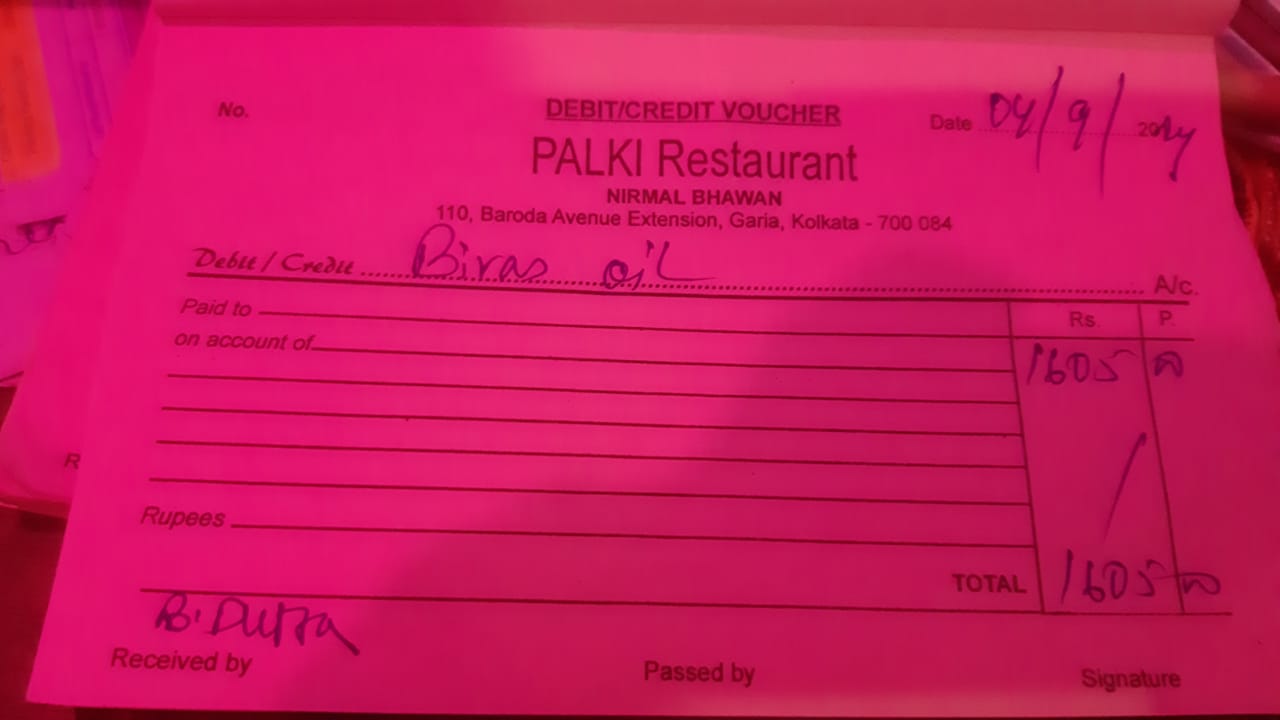 No.
DEBIT/CREDIT VOUCHER
Date 04/9/2024
PALKI Restaurant
NIRMAL BHAWAN
110, Baroda Avenue Extension, Garia, Kolkata - 700 084
Debit / Credit Biras oil A/c.
Paid to
Rs. P.
on account of
1605 00
Rupees
TOTAL 1605 00
B. Dutta
Received by
Passed by
Signature